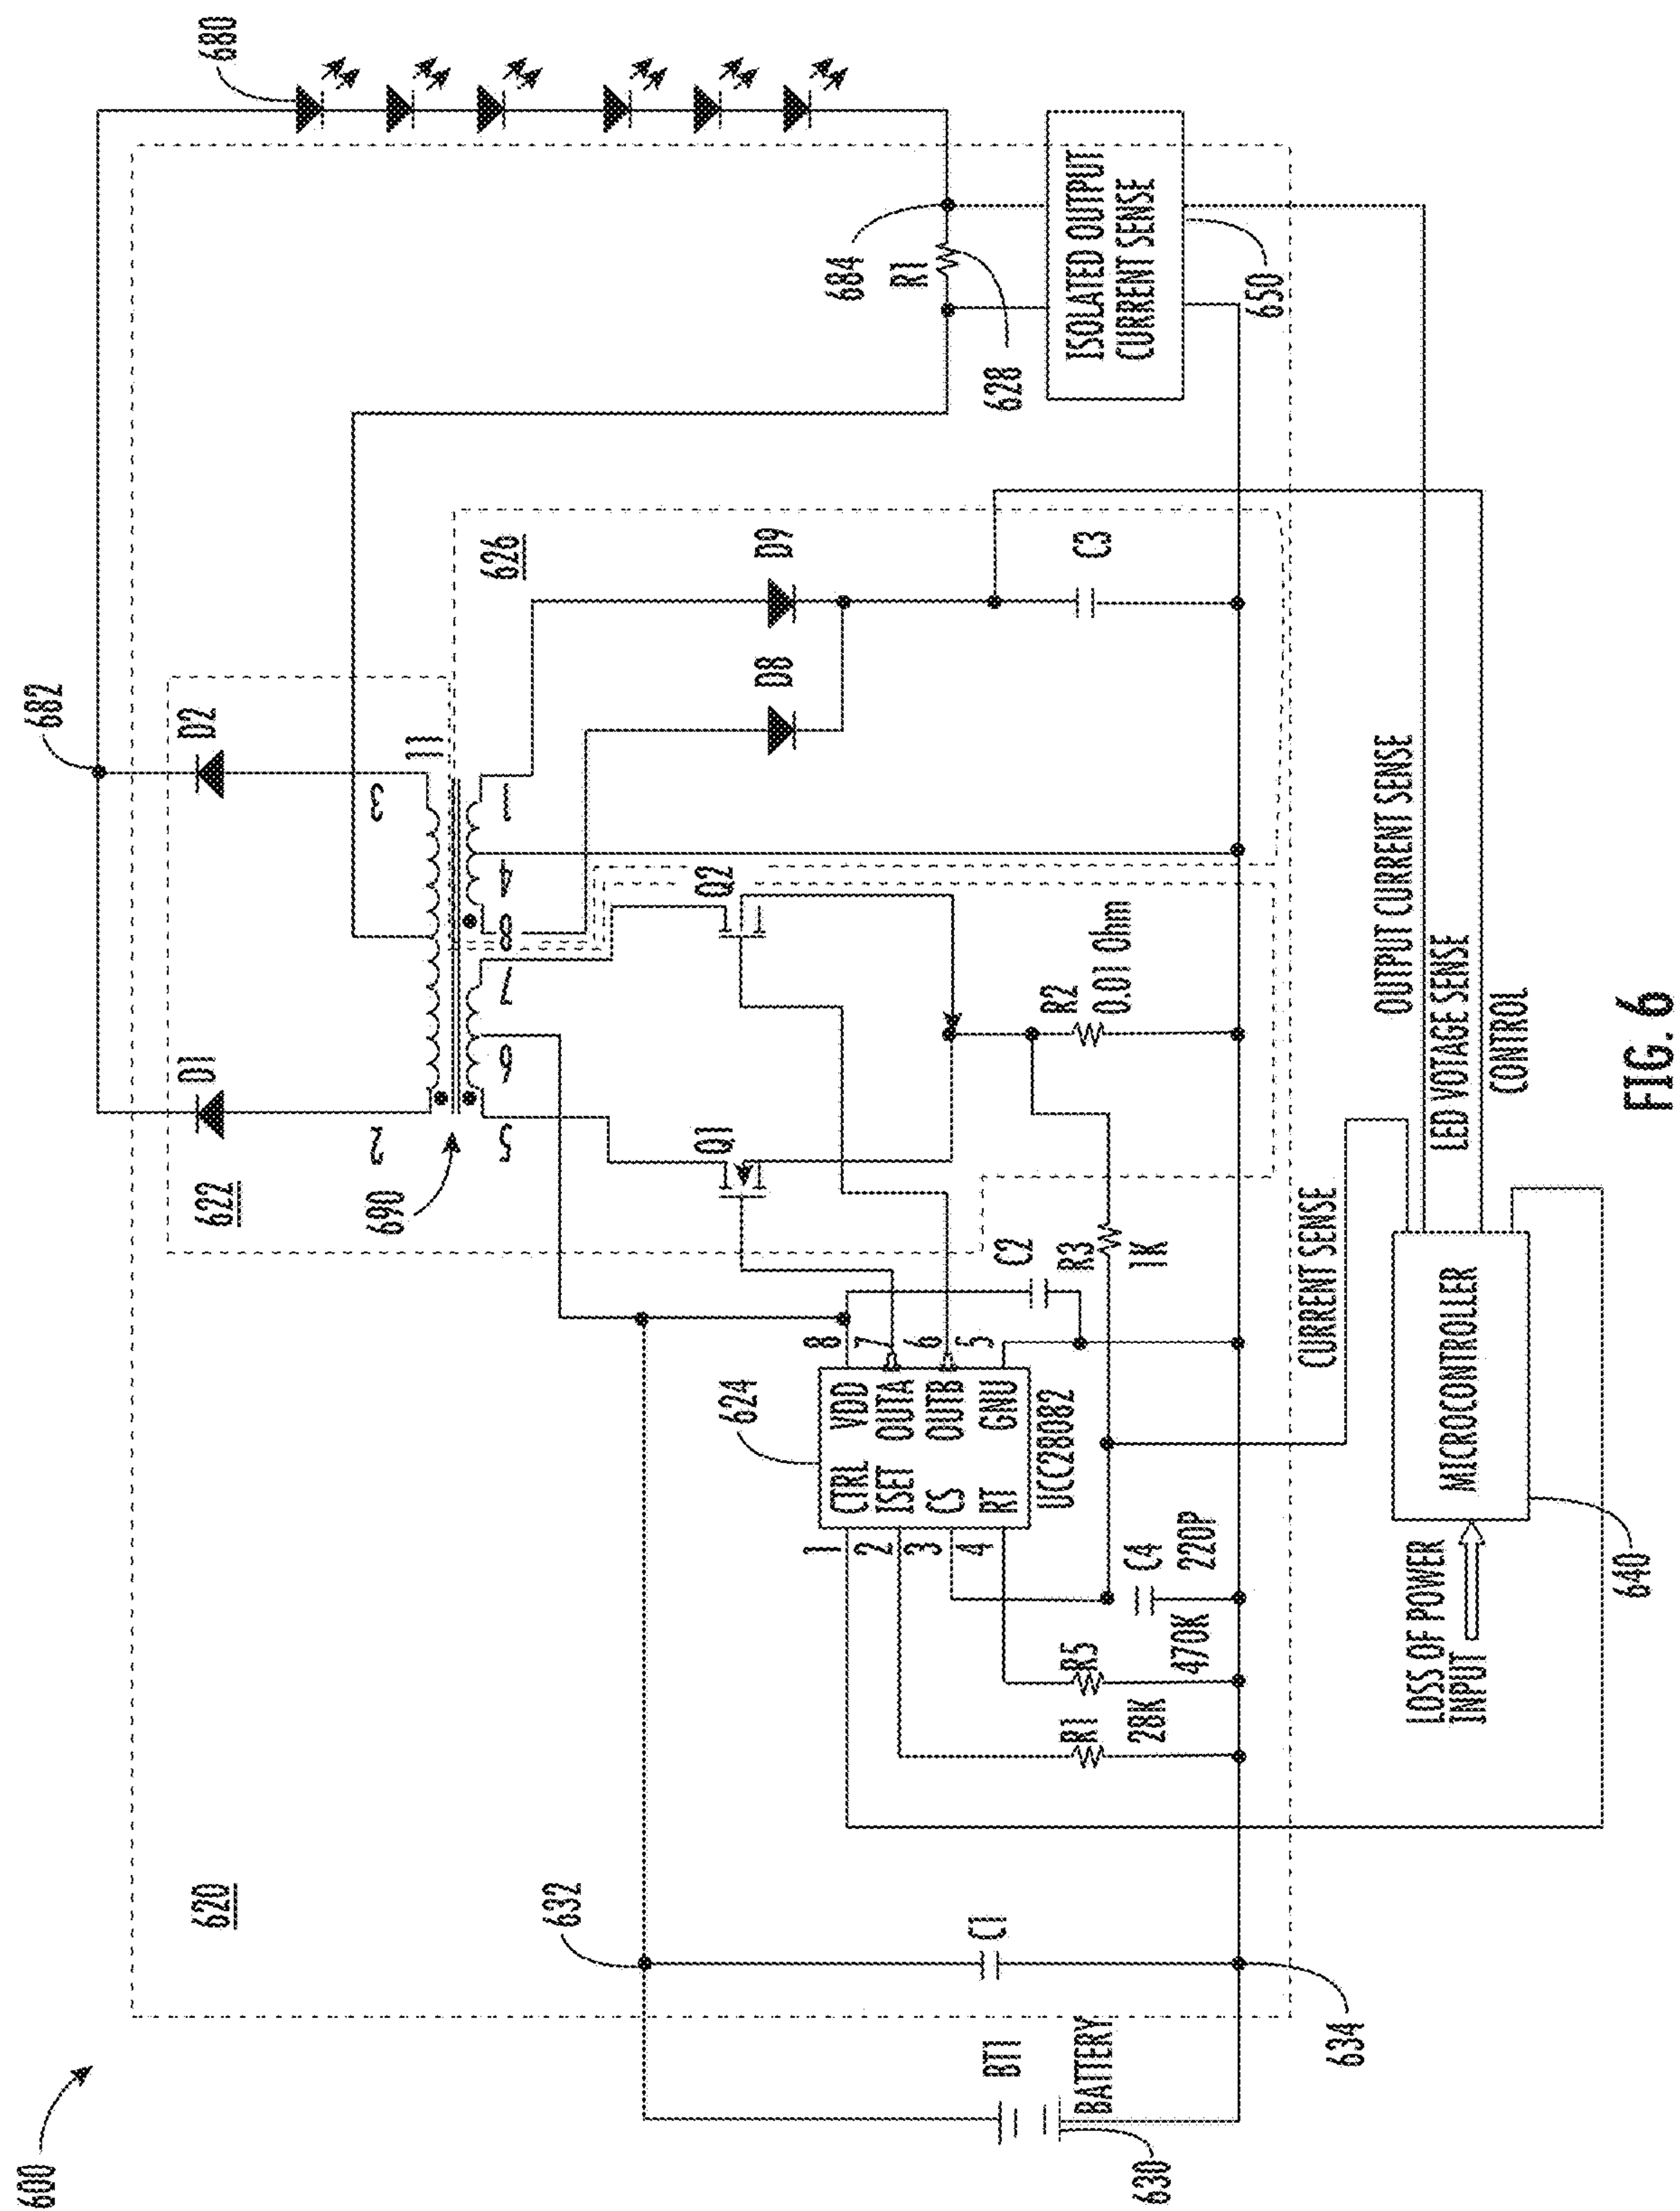 600
620
622
690
682
D1
D2
T1
2
3
680
626
5
6
7
8
4
1
Q1
Q2
D8
D9
684
R1
628
ISOLATED OUTPUT
CURRENT SENSE
650
632
624
CTRL
VDD
ISET
OUTA
CS
OUTB
RT
GND
1
2
3
4
8
7
6
5
UCC28082
C2
R2
0.01 Ohm
C3
R3
1K
BT1
BATTERY
630
C1
634
R1
28K
R5
470K
C4
220P
CURRENT SENSE
OUTPUT CURRENT SENSE
LED VOTAGE SENSE
CONTROL
LOSS OF POWER
INPUT
MICROCONTROLLER
640
FIG. 6